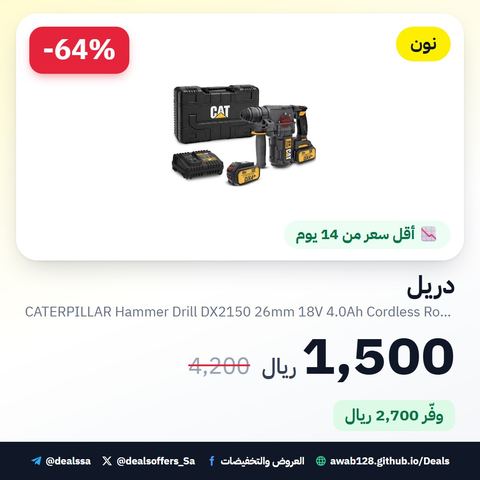 -64%
نون
CAT
CAT
أقل سعر من 14 يوم
دريل
CATERPILLAR Hammer Drill DX2150 26mm 18V 4.0Ah Cordless Ro...
1,500 ريال 4,200
وفّر 2,700 ريال
@dealssa @dealsoffers_Sa العروض والتخفيضات awab128.github.io/Deals